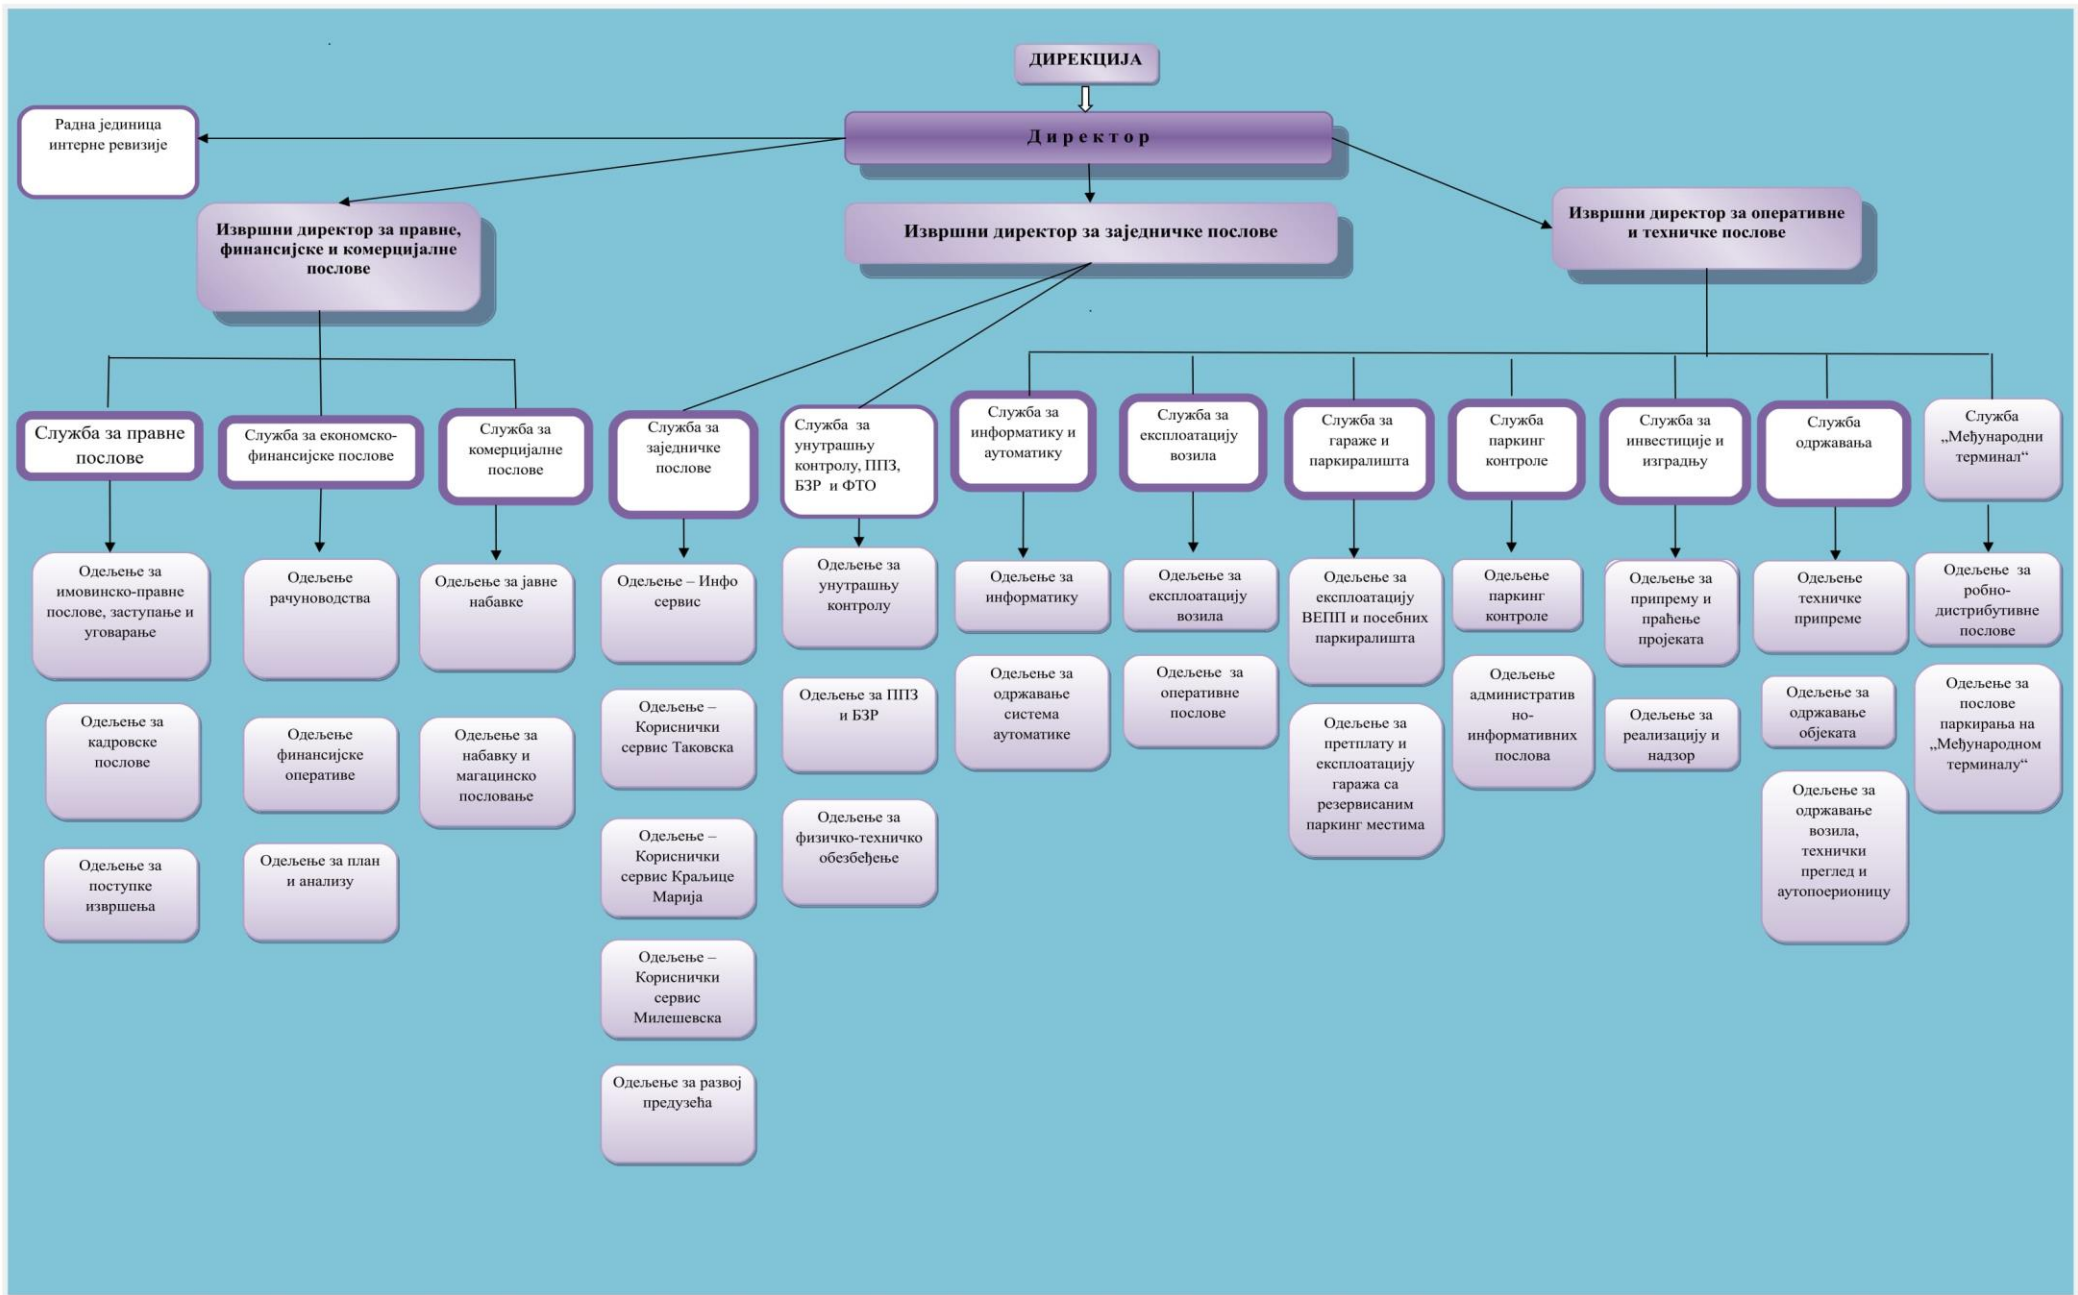 ДИРЕКЦИЈА
Д и р е к т о р
Радна јединица
интерне ревизије
Извршни директор за правне,
финансијске и комерцијалне
послове
Извршни директор за заједничке послове
Извршни директор за оперативне
и техничке послове
Служба за правне
послове
Служба за економско-
финансијске послове
Служба за
комерцијалне
послове
Служба за
заједничке
послове
Служба за
унутрашњу
контролу, ППЗ,
БЗР и ФТО
Служба за
информатику и
аутоматику
Служба за
експлоатацију
возила
Служба за
гараже и
паркиралишта
Служба
паркинг
контроле
Служба за
инвестиције и
изградњу
Служба
одржавања
Служба
„Међународни
терминал“
Одељење за
имовинско-правне
послове, заступање и
уговарање
Одељење за
кадровске
послове
Одељење за
поступке
извршења
Одељење
рачуноводства
Одељење
финансијске
оперативе
Одељење за план
и анализу
Одељење за јавне
набавке
Одељење за
набавку и
магацинско
пословање
Одељење – Инфо
сервис
Одељење –
Кориснички
сервис Таковска
Одељење –
Кориснички
сервис Краљице
Марија
Одељење –
Кориснички
сервис
Милешевска
Одељење за развој
предузећа
Одељење за
унутрашњу
контролу
Одељење за ППЗ
и БЗР
Одељење за
физичко-техничко
обезбеђење
Одељење за
информатику
Одељење за
одржавање
система
аутоматике
Одељење за
експлоатацију
возила
Одељење за
оперативне
послове
Одељење за
експлоатацију
ВЕПП и посебних
паркиралишта
Одељење за
претплату и
експлоатацију
гаража са
резервисаним
паркинг местима
Одељење
паркинг
контроле
Одељење
административ
но-
информативних
послова
Одељење за
припрему и
праћење
пројеката
Одељење за
реализацију и
надзор
Одељење
техничке
припреме
Одељење за
одржавање
објеката
Одељење за
одржавање
возила,
технички
преглед и
аутопоерионицу
Одељење за
робно-
дистрибутивне
послове
Одељење за
послове
паркирања на
„Међународном
терминалу“